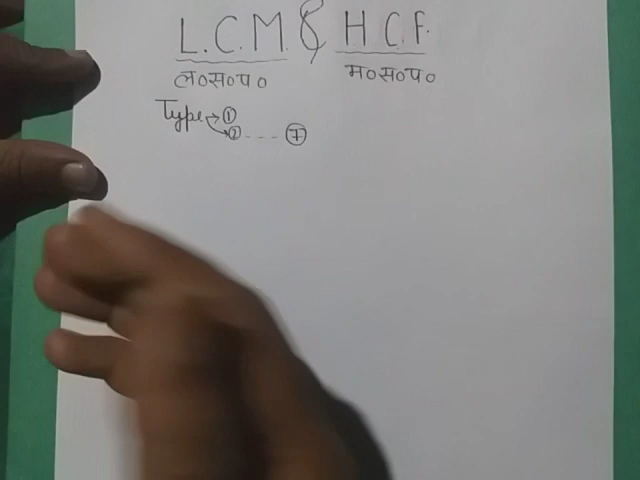 L.C.M. & H.C.F.
ल०स०प० म०स०प०
Type → ①
② ---- ⑦